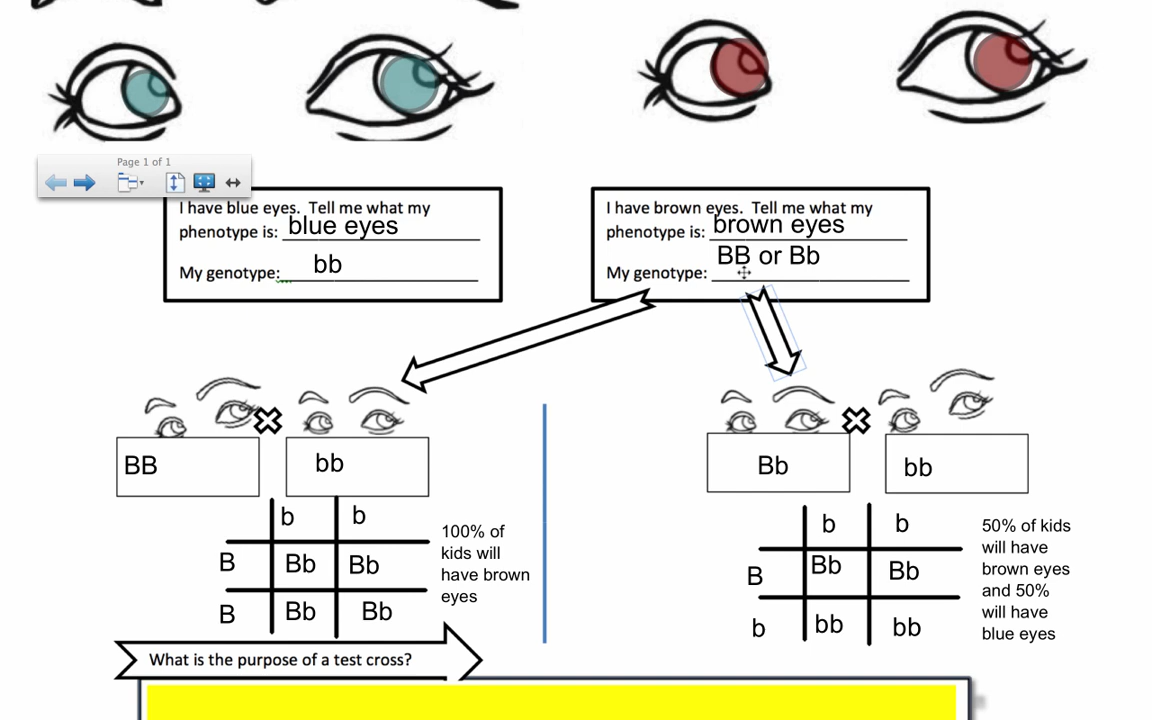 Page 1 of 1
I have blue eyes. Tell me what my
phenotype is: blue eyes
My genotype: bb
I have brown eyes. Tell me what my
phenotype is: brown eyes
BB or Bb
My genotype:
BB
bb
b b
B Bb Bb
B Bb Bb
100% of
kids will
have brown
eyes
Bb
bb
b b
B Bb Bb
b bb bb
50% of kids
will have
brown eyes
and 50%
will have
blue eyes
What is the purpose of a test cross?